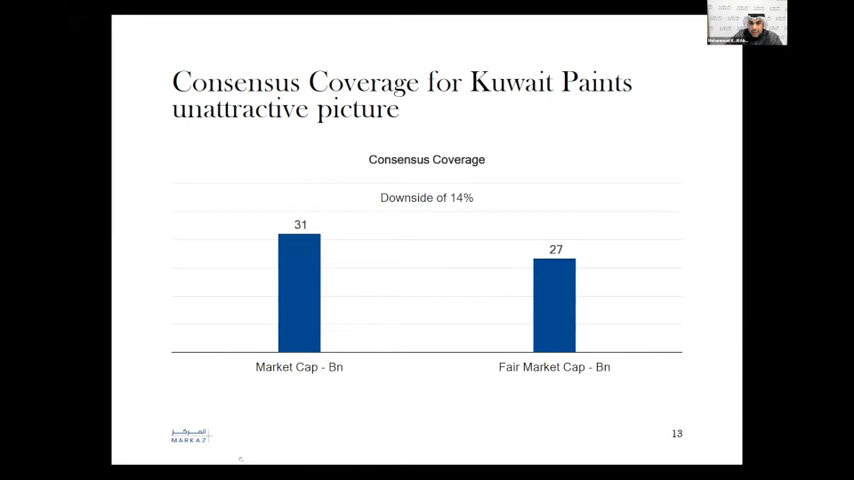 Consensus Coverage for Kuwait Paints
unattractive picture
Consensus Coverage
Downside of 14%
31
27
Market Cap - Bn
Fair Market Cap - Bn
المركز
MARKAZ
13